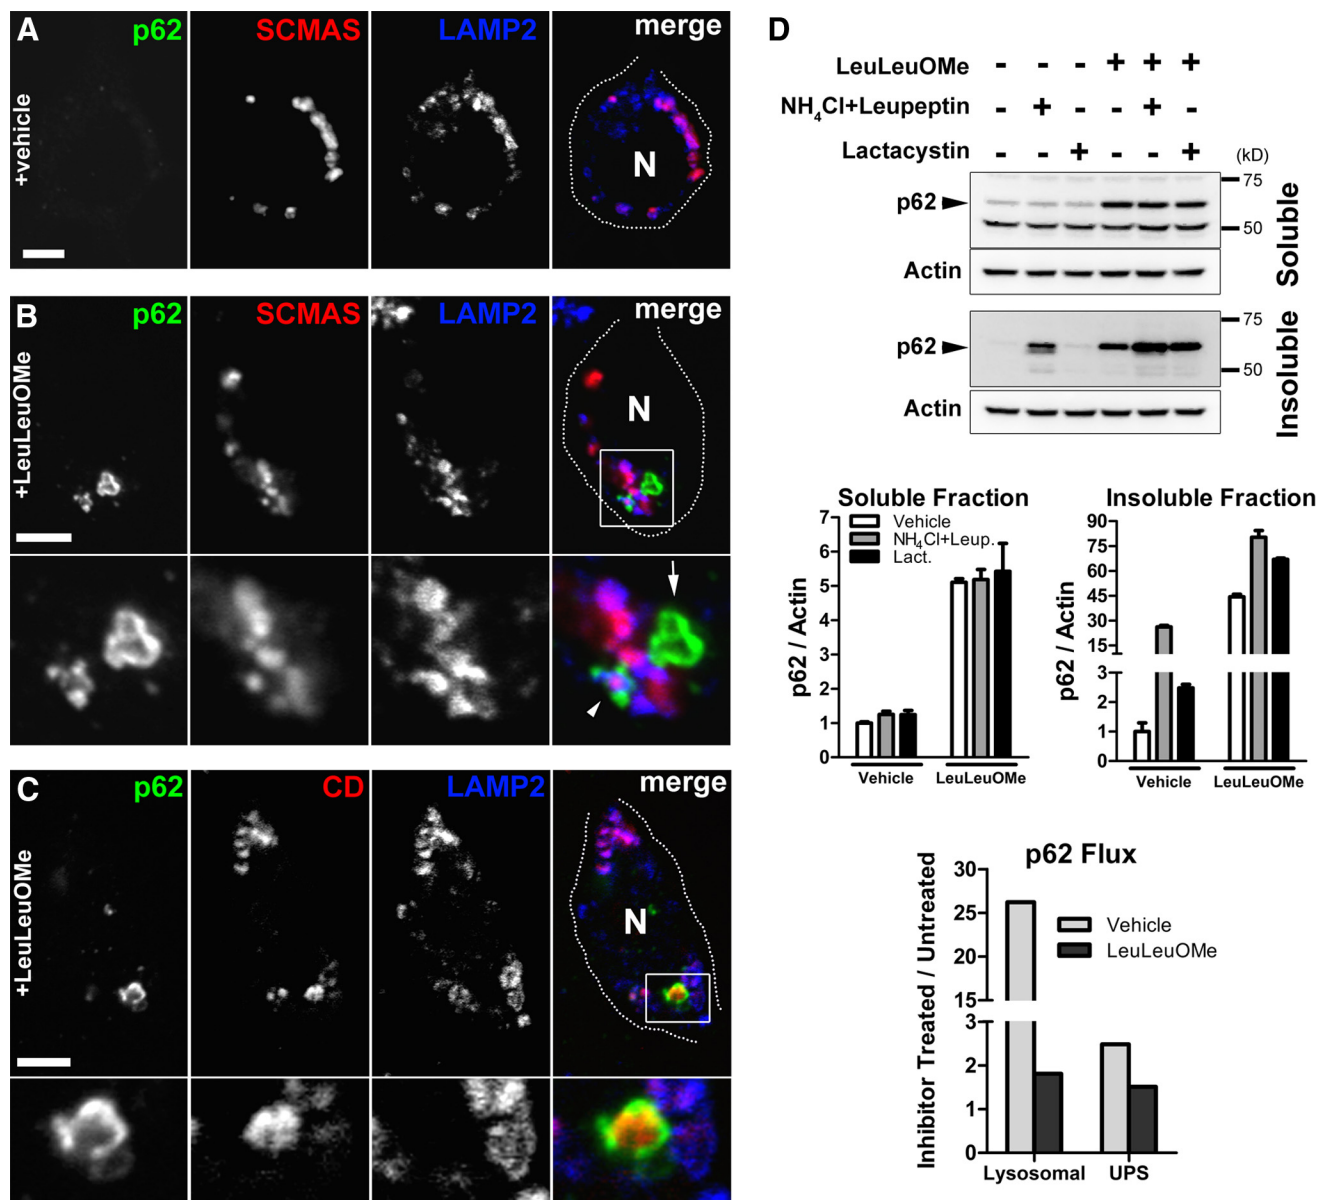 A
p62
SCMAS
LAMP2
merge
+vehicle
N
B
p62
SCMAS
LAMP2
merge
+LeuLeuOMe
N
C
p62
CD
LAMP2
merge
+LeuLeuOMe
N
D
LeuLeuOMe - - - + + +
NH4Cl+Leupeptin - + - - + -
Lactacystin - - + - - +
(kD)
p62
75
50
Soluble
Actin
p62
75
50
Insoluble
Actin
Soluble Fraction
p62 / Actin
7
6
5
4
3
2
1
0
Vehicle
NH4Cl+Leup.
Lact.
Vehicle LeuLeuOMe
Insoluble Fraction
p62 / Actin
90
75
60
45
30
15
3
2
1
0
Vehicle LeuLeuOMe
p62 Flux
Inhibitor Treated / Untreated
30
25
20
15
3
2
1
0
Vehicle
LeuLeuOMe
Lysosomal UPS